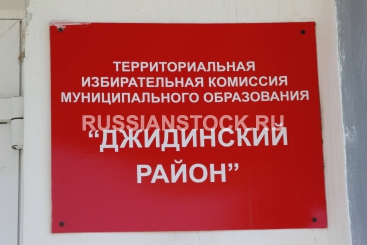 ТЕРРИТОРИАЛЬНАЯ
ИЗБИРАТЕЛЬНАЯ КОМИССИЯ
МУНИЦИПАЛЬНОГО ОБРАЗОВАНИЯ
RUSSIANSTOCK.RU
“ДЖИДИНСКИЙ
РАЙОН”